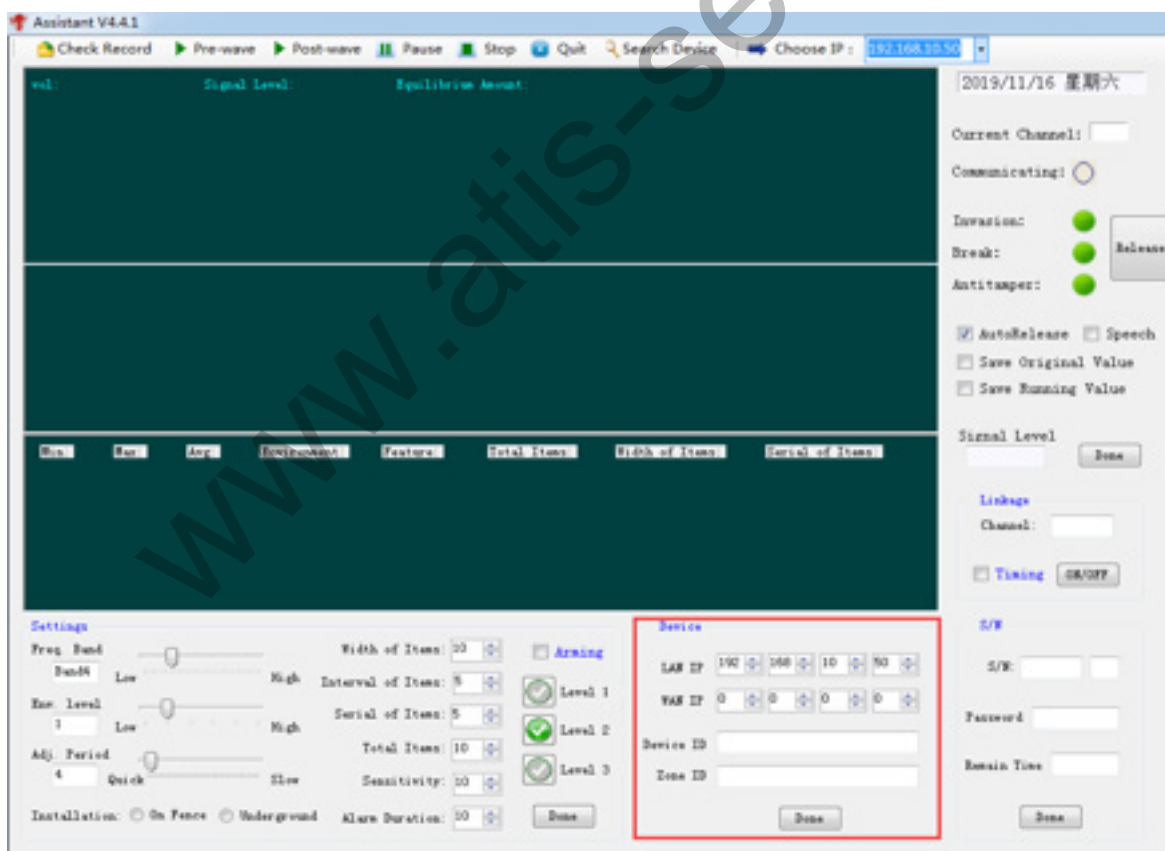 Assistant V4.4.1
Check Record Pre-wave Post-wave Pause Stop Quit Search Device Choose IP : 192.168.10.50
vol: Signal Level: Equilibrium Amount:
2019/11/16 星期六
Current Channel:
Communicating:
Invasion:
Break:
Release
Antitamper:
AutoRelease Speech
Save Original Value
Save Running Value
Min: Max: Avg: Environment: Feature: Total Items: Width of Items: Serial of Items:
Signal Level
Done
Linkage
Channel:
Timing ON/OFF
Settings
Freq. Band
Band4 Low High
Env. Level
1 Low High
Adj. Period
4 Quick Slow
Installation: On Fence Underground
Width of Items: 10
Interval of Items: 5
Serial of Items: 5
Total Items: 10
Sensitivity: 10
Alarm Duration: 10
Arming
Level 1
Level 2
Level 3
Done
Device
LAN IP 192 168 10 50
WAN IP 0 0 0 0
Device ID
Zone ID
Done
S/N
S/N:
Password
Remain Time
Done
www.atis-se